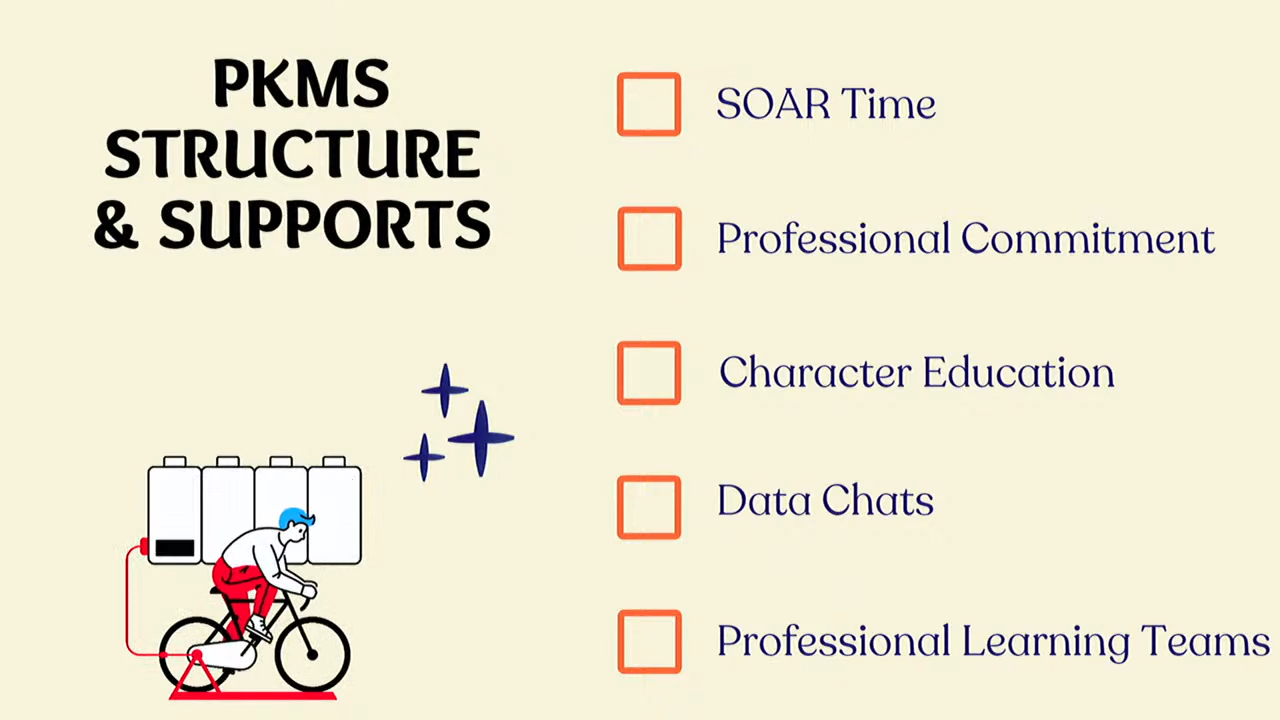 PKMS
STRUCTURE
& SUPPORTS
SOAR Time
Professional Commitment
Character Education
Data Chats
Professional Learning Teams